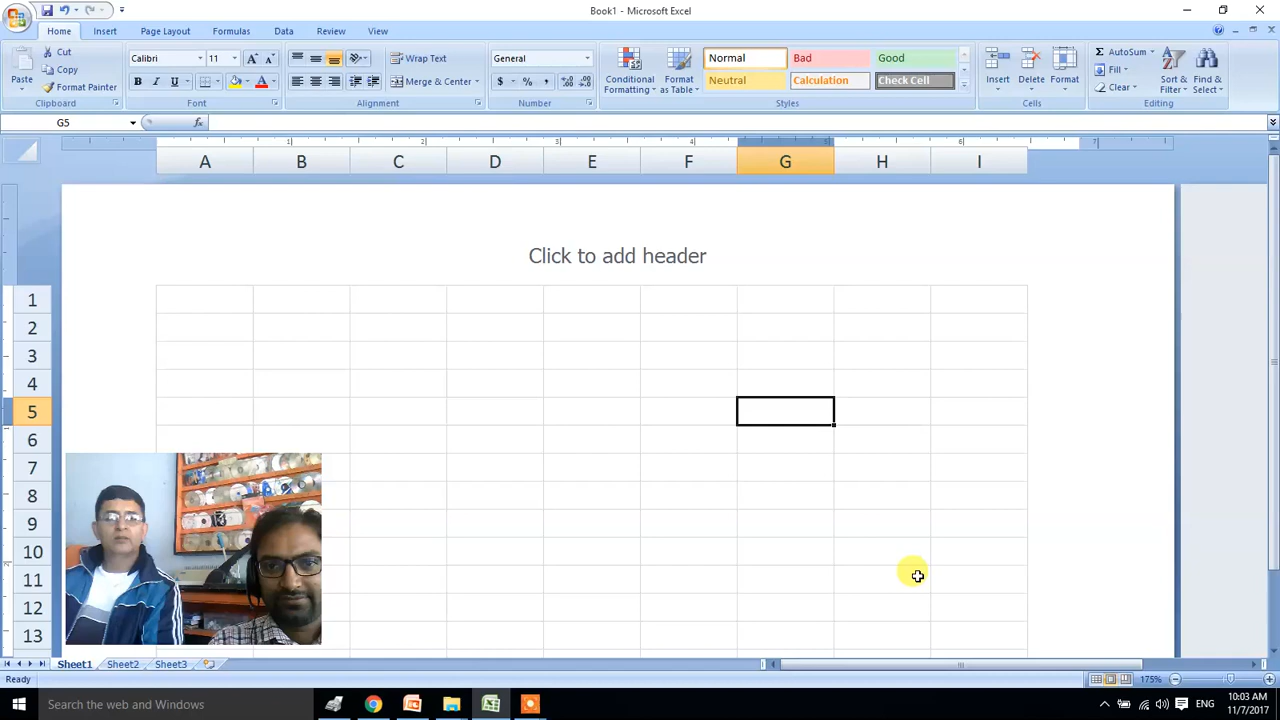 Book1 - Microsoft Excel
Home Insert Page Layout Formulas Data Review View
Paste
Cut
Copy
Format Painter
Clipboard
Calibri 11
B I U
Font
Wrap Text
Merge & Center
Alignment
General
$ % ,
Number
Conditional Formatting
Format as Table
Normal Bad Good
Neutral Calculation Check Cell
Styles
Insert Delete Format
Cells
AutoSum
Fill
Clear
Sort & Filter
Find & Select
Editing
G5 fx
A B C D E F G H I
Click to add header
1
2
3
4
5
6
7
8
9
10
11
12
13
Sheet1 Sheet2 Sheet3
Ready 175%
Search the web and Windows
ENG
10:03 AM
11/7/2017